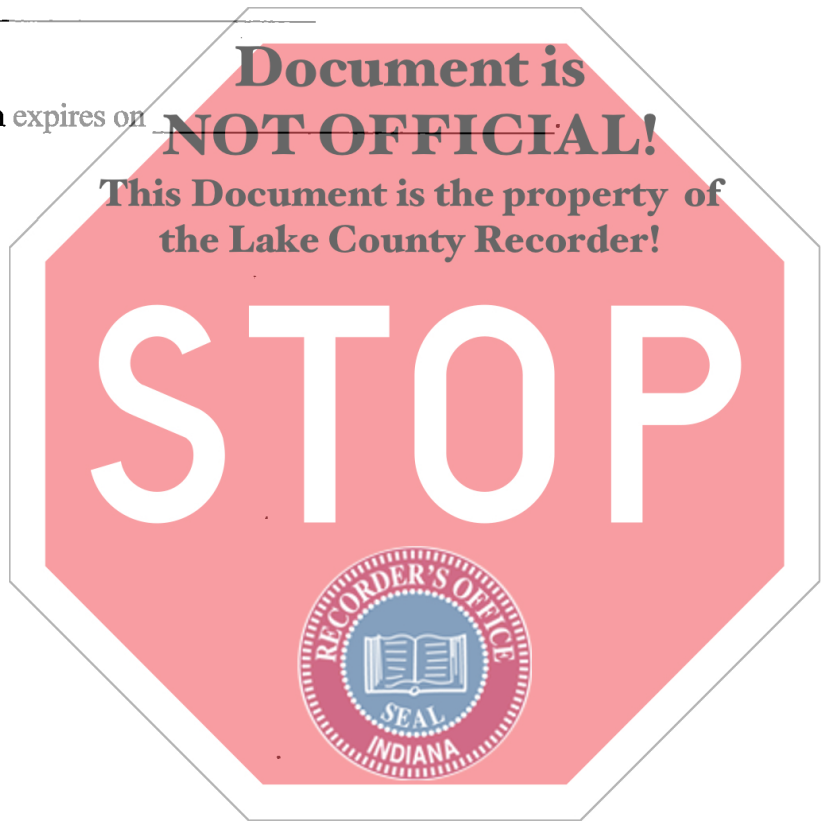 Document is
expires on
NOT OFFICIAL!
This Document is the property of
the Lake County Recorder!
STOP
RECORDER'S OFFICE
SEAL
INDIANA